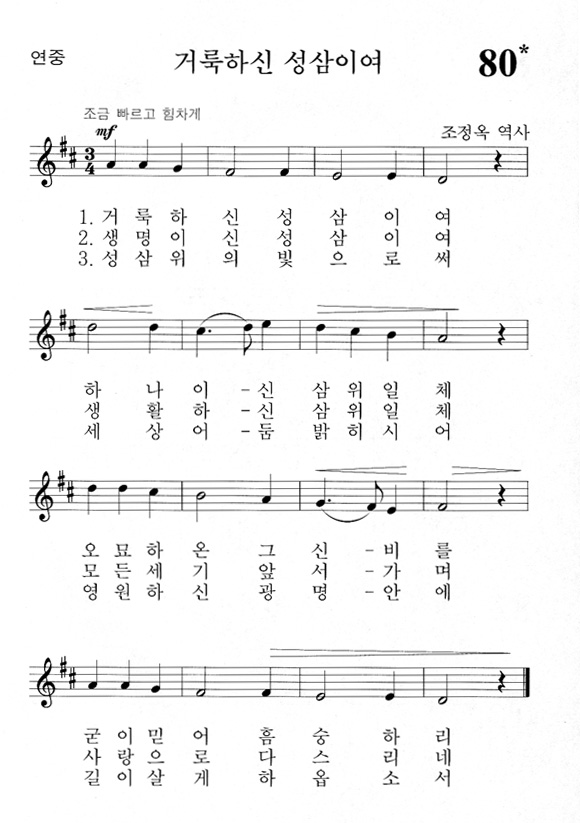 연중
거룩하신 성삼이여
80*
조금 빠르고 힘차게
mf
조정옥 역사
3
4
1. 거 룩 하 신 성 삼 이 여
2. 생 명 이 신 성 삼 이 여
3. 성 삼 위 의 빛 으 로 써
하 나 이 - 신 삼 위 일 체
생 활 하 - 신 삼 위 일 체
세 상 어 - 둠 밝 히 시 어
오 묘 하 온 그 신 - 비 를
모 든 세 기 앞 서 - 가 며
영 원 하 신 광 명 - 안 에
굳 이 믿 어 흠 숭 하 리
사 랑 으 로 다 스 리 네
길 이 살 게 하 옵 소 서